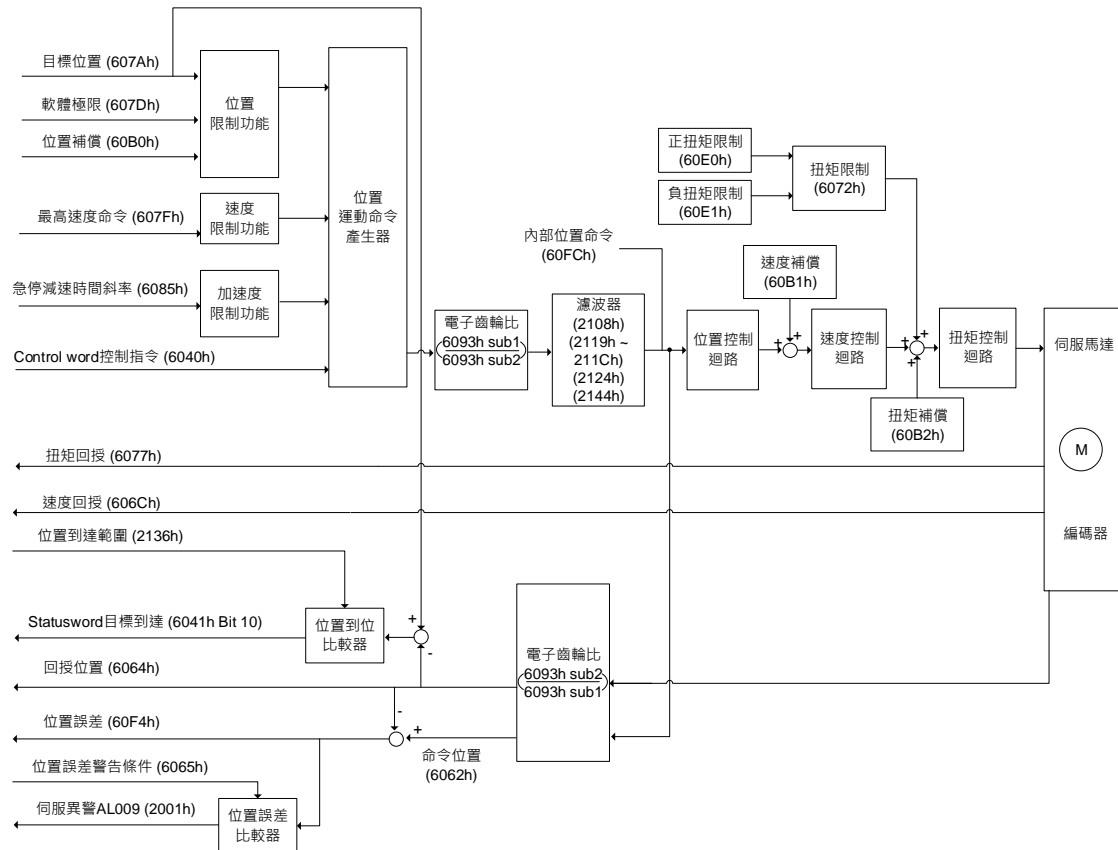 目標位置 (607Ah)
軟體極限 (607Dh)
位置補償 (60B0h)
位置
限制功能
最高速度命令 (607Fh)
速度
限制功能
急停減速時間斜率 (6085h)
加速度
限制功能
Control word控制指令 (6040h)
位置
運動命令
產生器
電子齒輪比
6093h sub1
6093h sub2
濾波器
(2108h)
(2119h ~
211Ch)
(2124h)
(2144h)
內部位置命令
(60FCh)
位置控制
迴路
速度補償
(60B1h)
+
+
速度控制
迴路
正扭矩限制
(60E0h)
負扭矩限制
(60E1h)
扭矩限制
(6072h)
+
+
+
扭矩補償
(60B2h)
扭矩控制
迴路
伺服馬達
M
編碼器
扭矩回授 (6077h)
速度回授 (606Ch)
位置到達範圍 (2136h)
Statusword目標到達 (6041h Bit 10)
位置到位
比較器
+
-
回授位置 (6064h)
電子齒輪比
6093h sub2
6093h sub1
位置誤差 (60F4h)
-
+
命令位置
(6062h)
位置誤差警告條件 (6065h)
伺服異警AL009 (2001h)
位置誤差
比較器